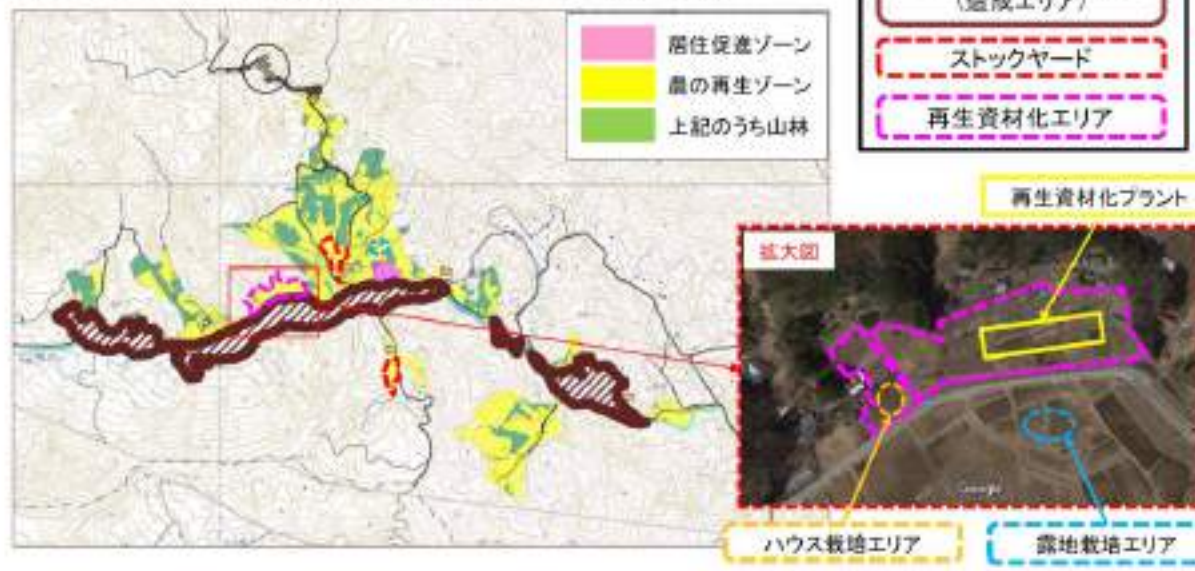 (造成エリア)
居住促進ゾーン
ストックヤード
農の再生ゾーン
再生資材化エリア
上記のうち山林
再生資材化プラント
拡大図
Google
ハウス栽培エリア
露地栽培エリア